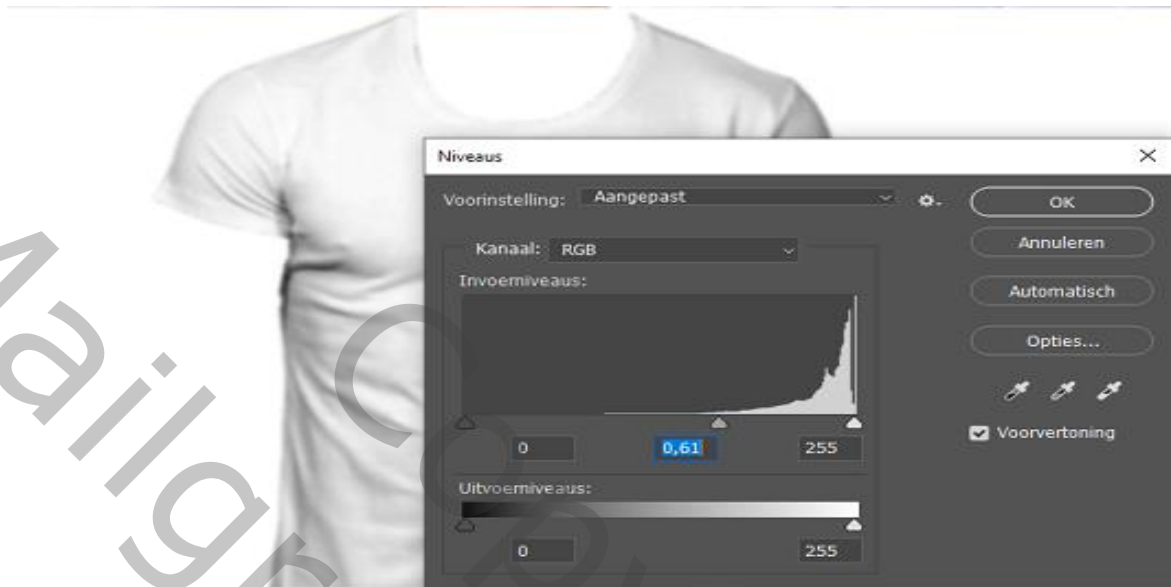 Niveaus
Voorinstelling: Aangepast
OK
Kanaal: RGB
Annuleren
Invoerniveaus:
Automatisch
Opties...
Voorvertoning
0 0,61 255
Uitvoerniveaus:
0 255